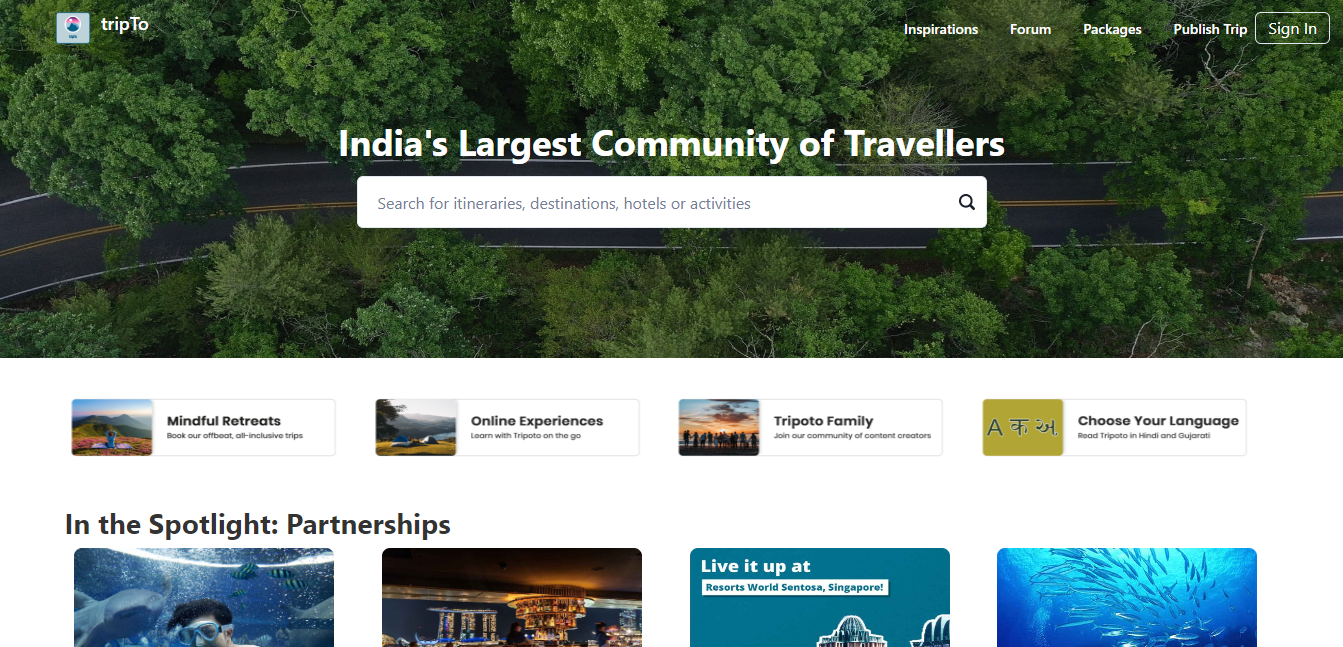 tripTo
Inspirations
Forum
Packages
Publish Trip
Sign In
India's Largest Community of Travellers
Search for itineraries, destinations, hotels or activities
Mindful Retreats
Book our offbeat, all-inclusive trips
Online Experiences
Learn with Tripoto on the go
Tripoto Family
Join our community of content creators
A क અ
Choose Your Language
Read Tripoto in Hindi and Gujarati
In the Spotlight: Partnerships
Live it up at
Resorts World Sentosa, Singapore!